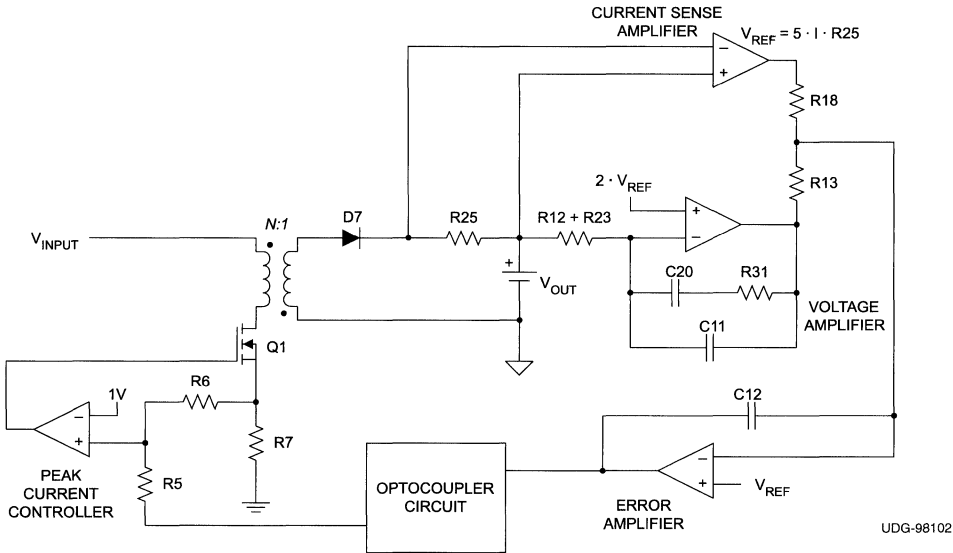 CURRENT SENSE
AMPLIFIER
V_REF = 5 · I · R25
−
+
R18
R13
2 · V_REF
+
−
N:1
D7
R25
R12 + R23
V_INPUT
+
V_OUT
C20
R31
VOLTAGE
AMPLIFIER
C11
Q1
R6
1V
−
+
C12
R7
PEAK
CURRENT
CONTROLLER
R5
OPTOCOUPLER
CIRCUIT
−
+
V_REF
ERROR
AMPLIFIER
UDG-98102